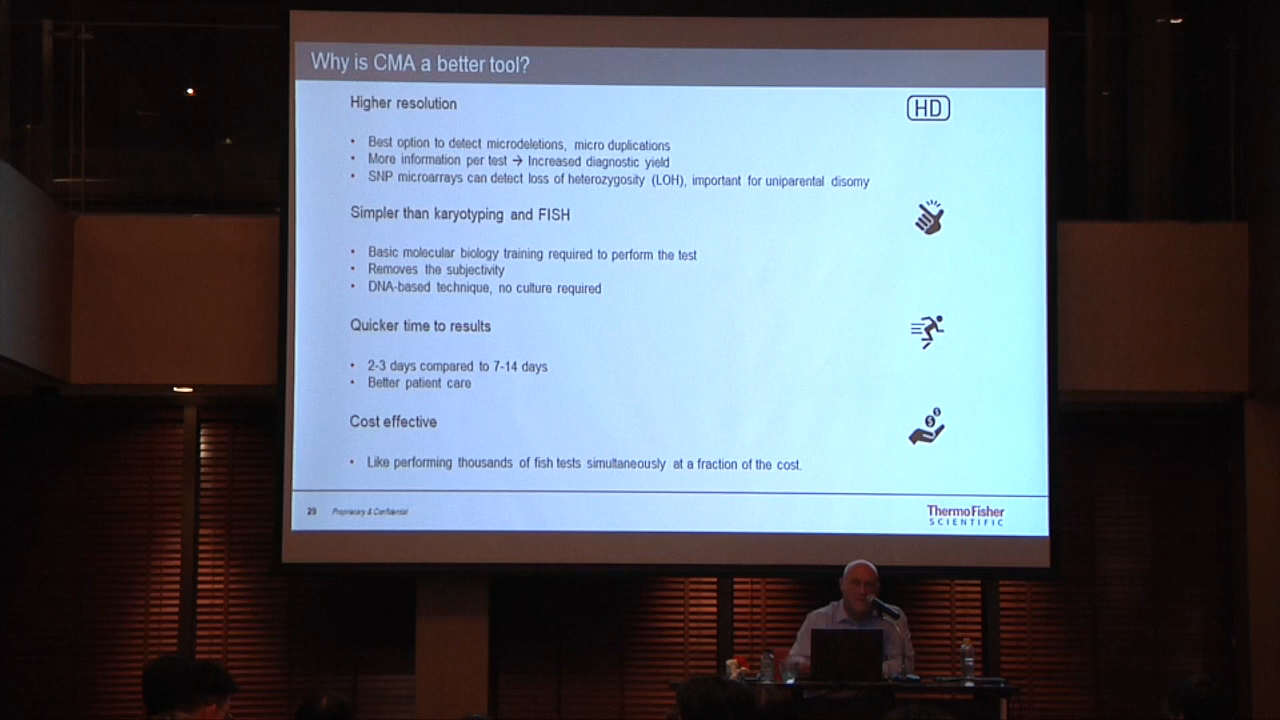 Why is CMA a better tool?
Higher resolution
HD
• Best option to detect microdeletions, micro duplications
• More information per test → Increased diagnostic yield
• SNP microarrays can detect loss of heterozygosity (LOH), important for uniparental disomy
Simpler than karyotyping and FISH
• Basic molecular biology training required to perform the test
• Removes the subjectivity
• DNA-based technique, no culture required
Quicker time to results
• 2-3 days compared to 7-14 days
• Better patient care
Cost effective
$ $
• Like performing thousands of fish tests simultaneously at a fraction of the cost.
29 Proprietary & Confidential
ThermoFisher
SCIENTIFIC